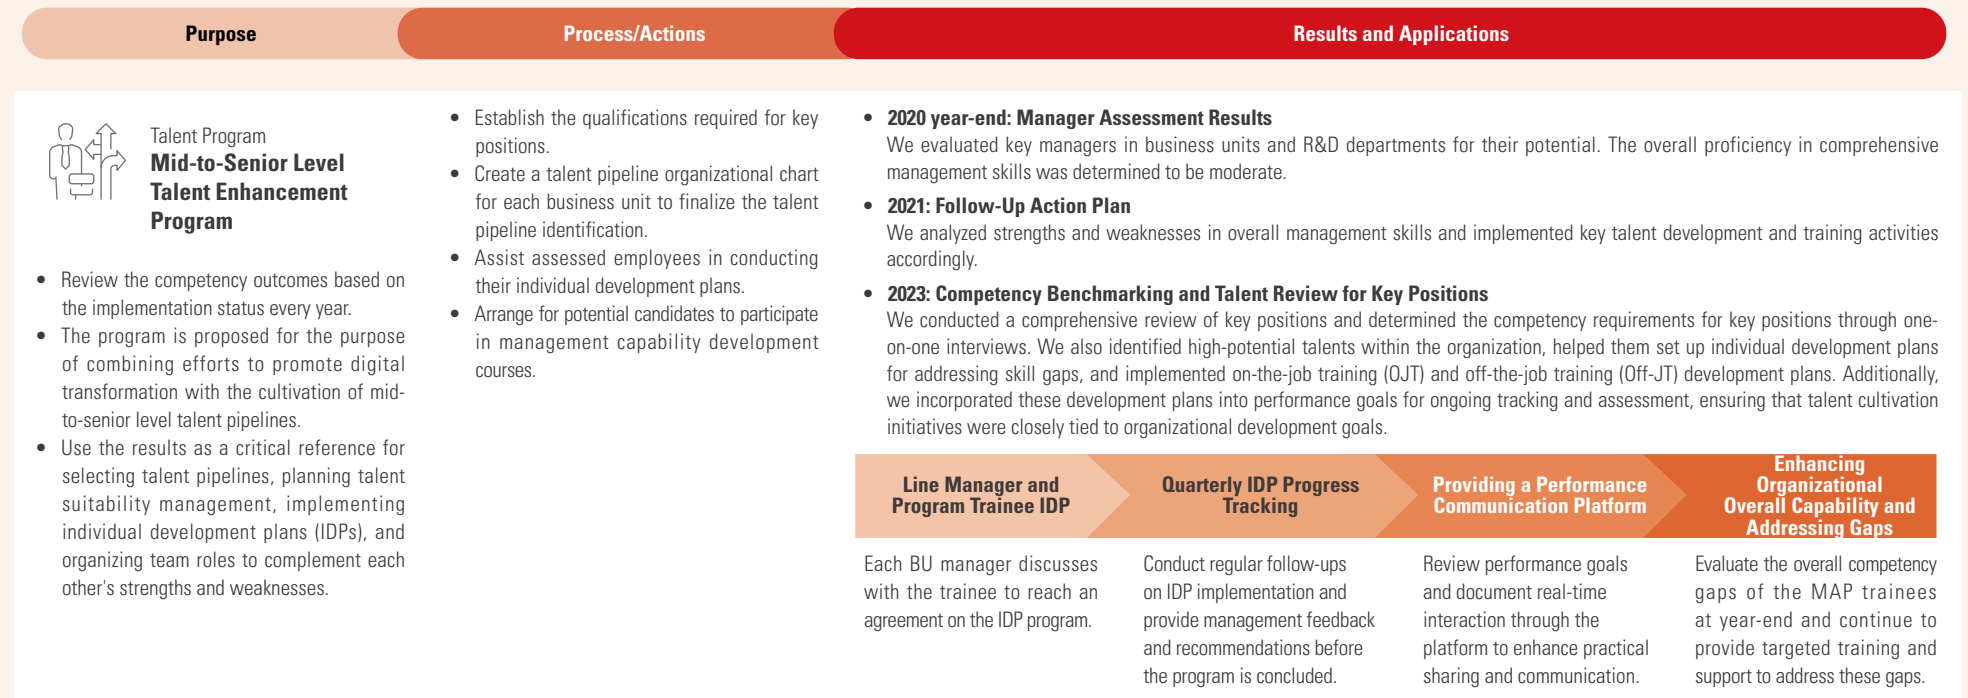 Purpose
Process/Actions
Results and Applications
Talent Program
Mid-to-Senior Level
Talent Enhancement
Program
• Review the competency outcomes based on
the implementation status every year.
• The program is proposed for the purpose
of combining efforts to promote digital
transformation with the cultivation of mid-
to-senior level talent pipelines.
• Use the results as a critical reference for
selecting talent pipelines, planning talent
suitability management, implementing
individual development plans (IDPs), and
organizing team roles to complement each
other's strengths and weaknesses.
• Establish the qualifications required for key
positions.
• Create a talent pipeline organizational chart
for each business unit to finalize the talent
pipeline identification.
• Assist assessed employees in conducting
their individual development plans.
• Arrange for potential candidates to participate
in management capability development
courses.
• 2020 year-end: Manager Assessment Results
We evaluated key managers in business units and R&D departments for their potential. The overall proficiency in comprehensive
management skills was determined to be moderate.
• 2021: Follow-Up Action Plan
We analyzed strengths and weaknesses in overall management skills and implemented key talent development and training activities
accordingly.
• 2023: Competency Benchmarking and Talent Review for Key Positions
We conducted a comprehensive review of key positions and determined the competency requirements for key positions through one-
on-one interviews. We also identified high-potential talents within the organization, helped them set up individual development plans
for addressing skill gaps, and implemented on-the-job training (OJT) and off-the-job training (Off-JT) development plans. Additionally,
we incorporated these development plans into performance goals for ongoing tracking and assessment, ensuring that talent cultivation
initiatives were closely tied to organizational development goals.
Line Manager and
Program Trainee IDP
Each BU manager discusses
with the trainee to reach an
agreement on the IDP program.
Quarterly IDP Progress
Tracking
Conduct regular follow-ups
on IDP implementation and
provide management feedback
and recommendations before
the program is concluded.
Providing a Performance
Communication Platform
Review performance goals
and document real-time
interaction through the
platform to enhance practical
sharing and communication.
Enhancing
Organizational
Overall Capability and
Addressing Gaps
Evaluate the overall competency
gaps of the MAP trainees
at year-end and continue to
provide targeted training and
support to address these gaps.